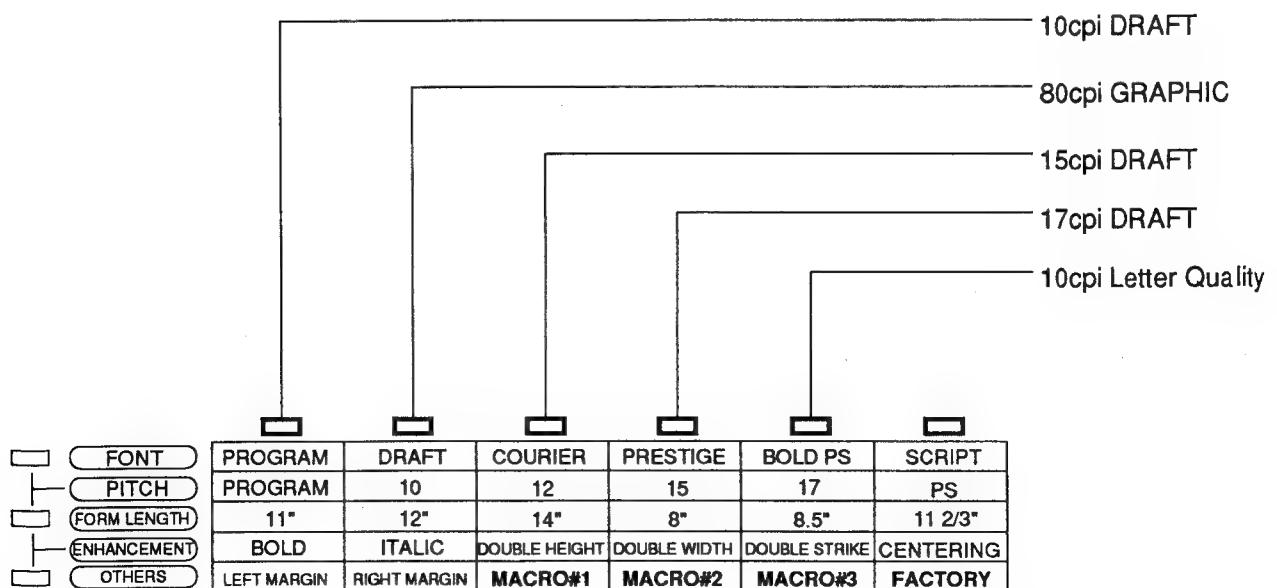 10cpi DRAFT
80cpi GRAPHIC
15cpi DRAFT
17cpi DRAFT
10cpi Letter Quality
FONT PROGRAM DRAFT COURIER PRESTIGE BOLD PS SCRIPT
PITCH PROGRAM 10 12 15 17 PS
FORM LENGTH 11" 12" 14" 8" 8.5" 11 2/3"
ENHANCEMENT BOLD ITALIC DOUBLE HEIGHT DOUBLE WIDTH DOUBLE STRIKE CENTERING
OTHERS LEFT MARGIN RIGHT MARGIN MACRO#1 MACRO#2 MACRO#3 FACTORY